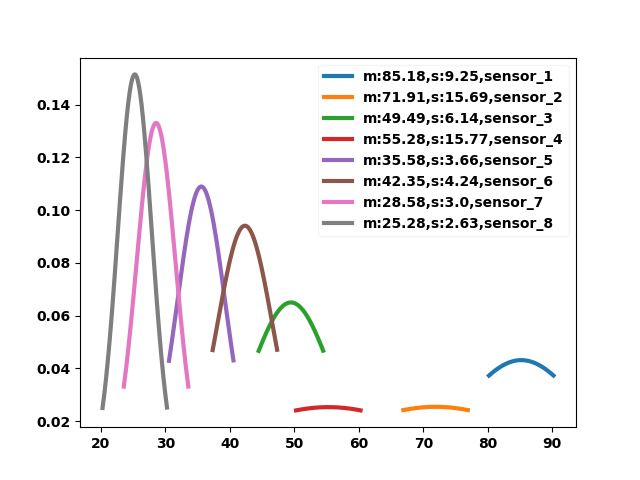 m:85.18,s:9.25,sensor_1
m:71.91,s:15.69,sensor_2
m:49.49,s:6.14,sensor_3
m:55.28,s:15.77,sensor_4
m:35.58,s:3.66,sensor_5
m:42.35,s:4.24,sensor_6
m:28.58,s:3.0,sensor_7
m:25.28,s:2.63,sensor_8
0.14
0.12
0.10
0.08
0.06
0.04
0.02
20 30 40 50 60 70 80 90